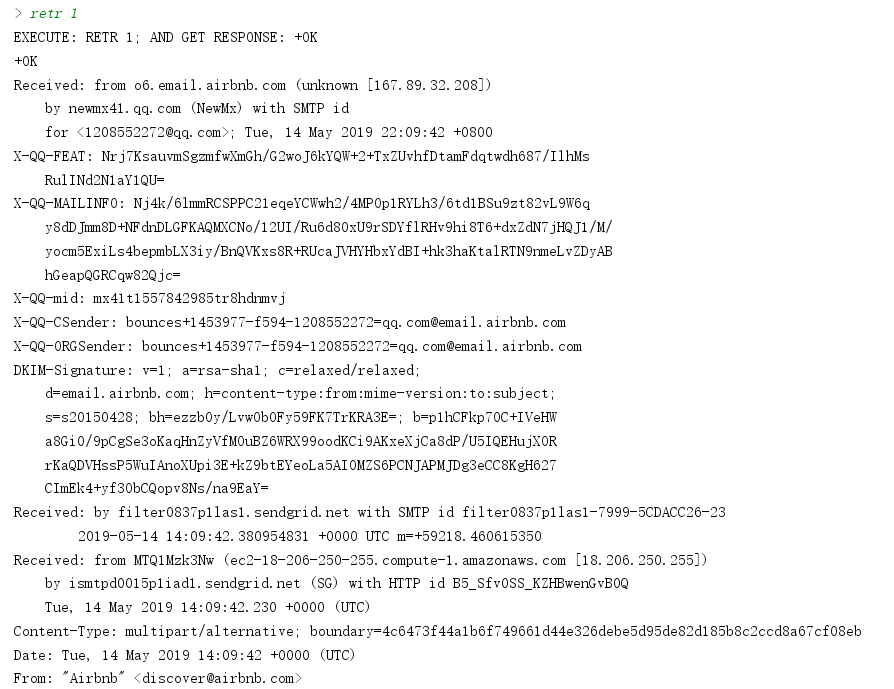 > retr 1
EXECUTE: RETR 1; AND GET RESPONSE: +OK
+OK
Received: from o6.email.airbnb.com (unknown [167.89.32.208])
by newmx41.qq.com (NewMx) with SMTP id
for <1208552272@qq.com>; Tue, 14 May 2019 22:09:42 +0800
X-QQ-FEAT: Nrj7KsauvmSgzmfwXmGh/G2woJ6kYQW+2+TxZUvhfDtamFdqtwdh687/IlhMs
RulINd2N1aY1QU=
X-QQ-MAILINFO: Nj4k/6lmmRCSPPC21eqeYCWwh2/4MP0p1RYLh3/6td1BSu9zt82vL9W6q
y8dDJmm8D+NFdnDLGFKAQMXCNo/12UI/Ru6d80xU9rSDYflRHv9hi8T6+dxZdN7jHQJ1/M/
yocm5ExiLs4bepmbLX3iy/BnQVKxs8R+RUcaJVHYHbxYdBI+hk3haKtalRTN9nmeLvZDyAB
hGeapQGRCqw82Qjc=
X-QQ-mid: mx41t1557842985tr8hdnmvj
X-QQ-CSender: bounces+1453977-f594-1208552272=qq.com@email.airbnb.com
X-QQ-ORGSender: bounces+1453977-f594-1208552272=qq.com@email.airbnb.com
DKIM-Signature: v=1; a=rsa-sha1; c=relaxed/relaxed;
d=email.airbnb.com; h=content-type:from:mime-version:to:subject;
s=s20150428; bh=ezzb0y/Lvw0b0Fy59FK7TrKRA3E=; b=p1hCFkp70C+IVeHW
a8Gi0/9pCgSe3oKaqHnZyVfM0uBZ6WRX99oodKCi9AKxeXjCa8dP/U5IQEHujX0R
rKaQDVHssP5WuIAnoXUpi3E+kZ9btEYeoLa5AI0MZS6PCNJAPMJDg3eCC8KgH627
CImEk4+yf30bCQopv8Ns/na9EaY=
Received: by filter0837p1las1.sendgrid.net with SMTP id filter0837p1las1-7999-5CDACC26-23
2019-05-14 14:09:42.380954831 +0000 UTC m=+59218.460615350
Received: from MTQ1Mzk3Nw (ec2-18-206-250-255.compute-1.amazonaws.com [18.206.250.255])
by ismtpd0015p1iad1.sendgrid.net (SG) with HTTP id B5_Sfv0SS_KZHBwenGvB0Q
Tue, 14 May 2019 14:09:42.230 +0000 (UTC)
Content-Type: multipart/alternative; boundary=4c6473f44a1b6f749661d44e326debe5d95de82d185b8c2ccd8a67cf08eb
Date: Tue, 14 May 2019 14:09:42 +0000 (UTC)
From: "Airbnb" <discover@airbnb.com>